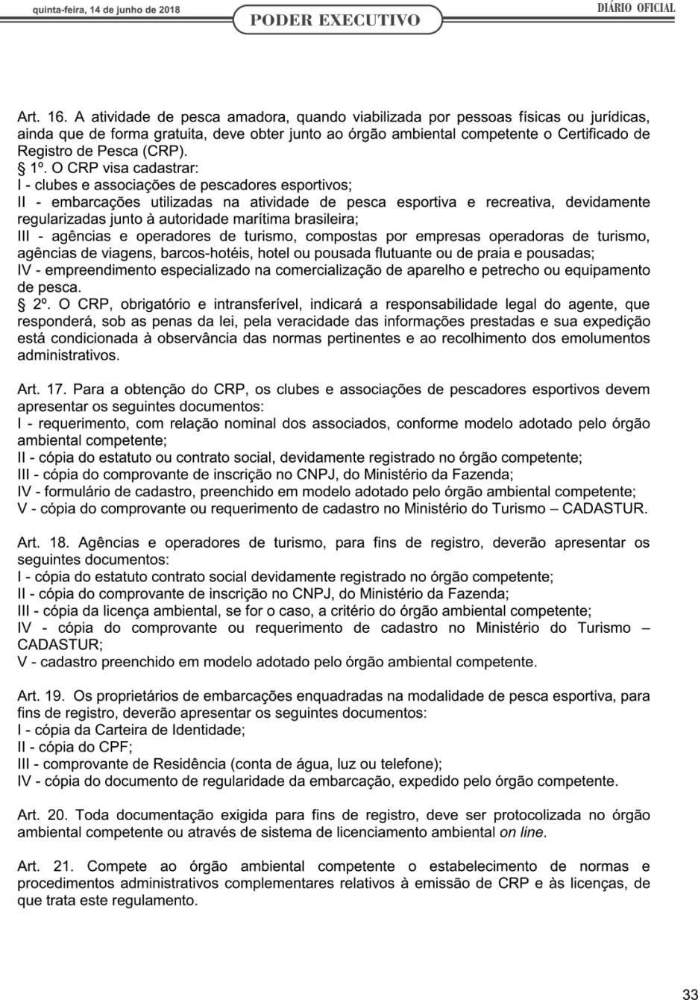 quinta-feira, 14 de junho de 2018
PODER EXECUTIVO
DIÁRIO OFICIAL
Art. 16. A atividade de pesca amadora, quando viabilizada por pessoas físicas ou jurídicas,
ainda que de forma gratuita, deve obter junto ao órgão ambiental competente o Certificado de
Registro de Pesca (CRP).
§ 1º. O CRP visa cadastrar:
I - clubes e associações de pescadores esportivos;
II - embarcações utilizadas na atividade de pesca esportiva e recreativa, devidamente
regularizadas junto à autoridade marítima brasileira;
III - agências e operadores de turismo, compostas por empresas operadoras de turismo,
agências de viagens, barcos-hotéis, hotel ou pousada flutuante ou de praia e pousadas;
IV - empreendimento especializado na comercialização de aparelho e petrecho ou equipamento
de pesca.
§ 2º. O CRP, obrigatório e intransferível, indicará a responsabilidade legal do agente, que
responderá, sob as penas da lei, pela veracidade das informações prestadas e sua expedição
está condicionada à observância das normas pertinentes e ao recolhimento dos emolumentos
administrativos.
Art. 17. Para a obtenção do CRP, os clubes e associações de pescadores esportivos devem
apresentar os seguintes documentos:
I - requerimento, com relação nominal dos associados, conforme modelo adotado pelo órgão
ambiental competente;
II - cópia do estatuto ou contrato social, devidamente registrado no órgão competente;
III - cópia do comprovante de inscrição no CNPJ, do Ministério da Fazenda;
IV - formulário de cadastro, preenchido em modelo adotado pelo órgão ambiental competente;
V - cópia do comprovante ou requerimento de cadastro no Ministério do Turismo – CADASTUR.
Art. 18. Agências e operadores de turismo, para fins de registro, deverão apresentar os
seguintes documentos:
I - cópia do estatuto contrato social devidamente registrado no órgão competente;
II - cópia do comprovante de inscrição no CNPJ, do Ministério da Fazenda;
III - cópia da licença ambiental, se for o caso, a critério do órgão ambiental competente;
IV - cópia do comprovante ou requerimento de cadastro no Ministério do Turismo –
CADASTUR;
V - cadastro preenchido em modelo adotado pelo órgão ambiental competente.
Art. 19. Os proprietários de embarcações enquadradas na modalidade de pesca esportiva, para
fins de registro, deverão apresentar os seguintes documentos:
I - cópia da Carteira de Identidade;
II - cópia do CPF;
III - comprovante de Residência (conta de água, luz ou telefone);
IV - cópia do documento de regularidade da embarcação, expedido pelo órgão competente.
Art. 20. Toda documentação exigida para fins de registro, deve ser protocolizada no órgão
ambiental competente ou através de sistema de licenciamento ambiental on line.
Art. 21. Compete ao órgão ambiental competente o estabelecimento de normas e
procedimentos administrativos complementares relativos à emissão de CRP e às licenças, de
que trata este regulamento.
33